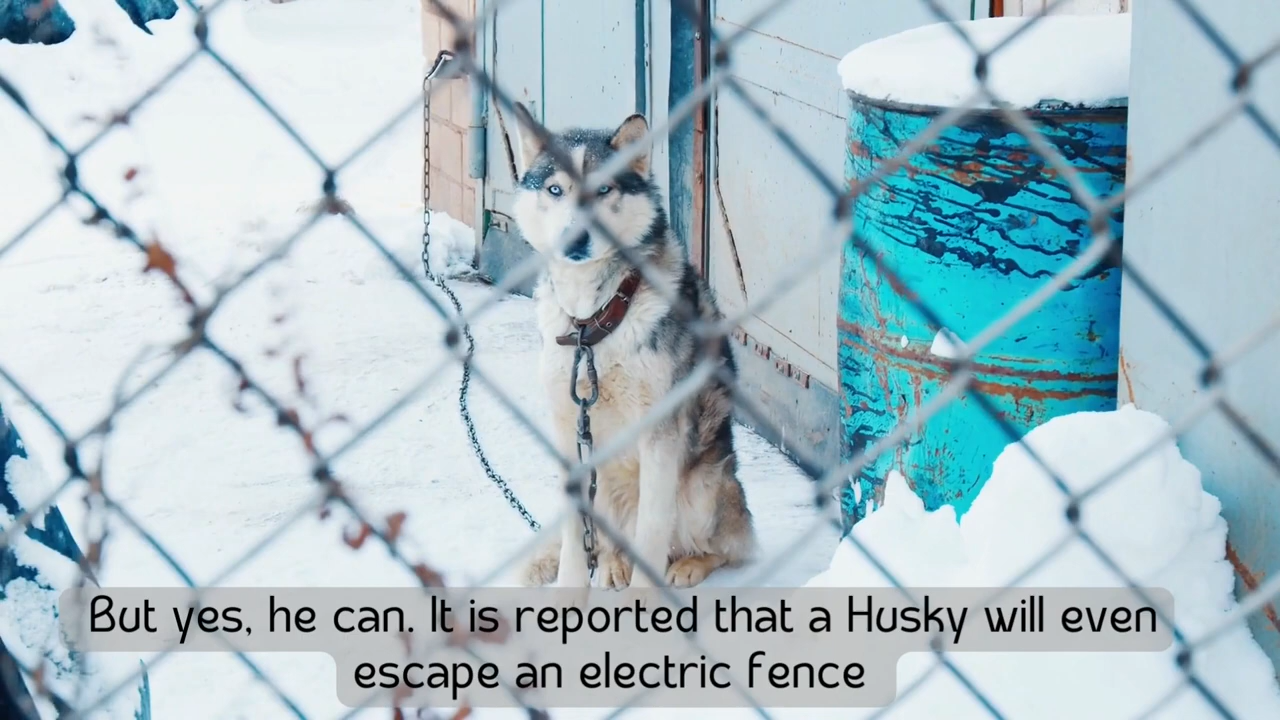 But yes, he can. It is reported that a Husky will even
escape an electric fence